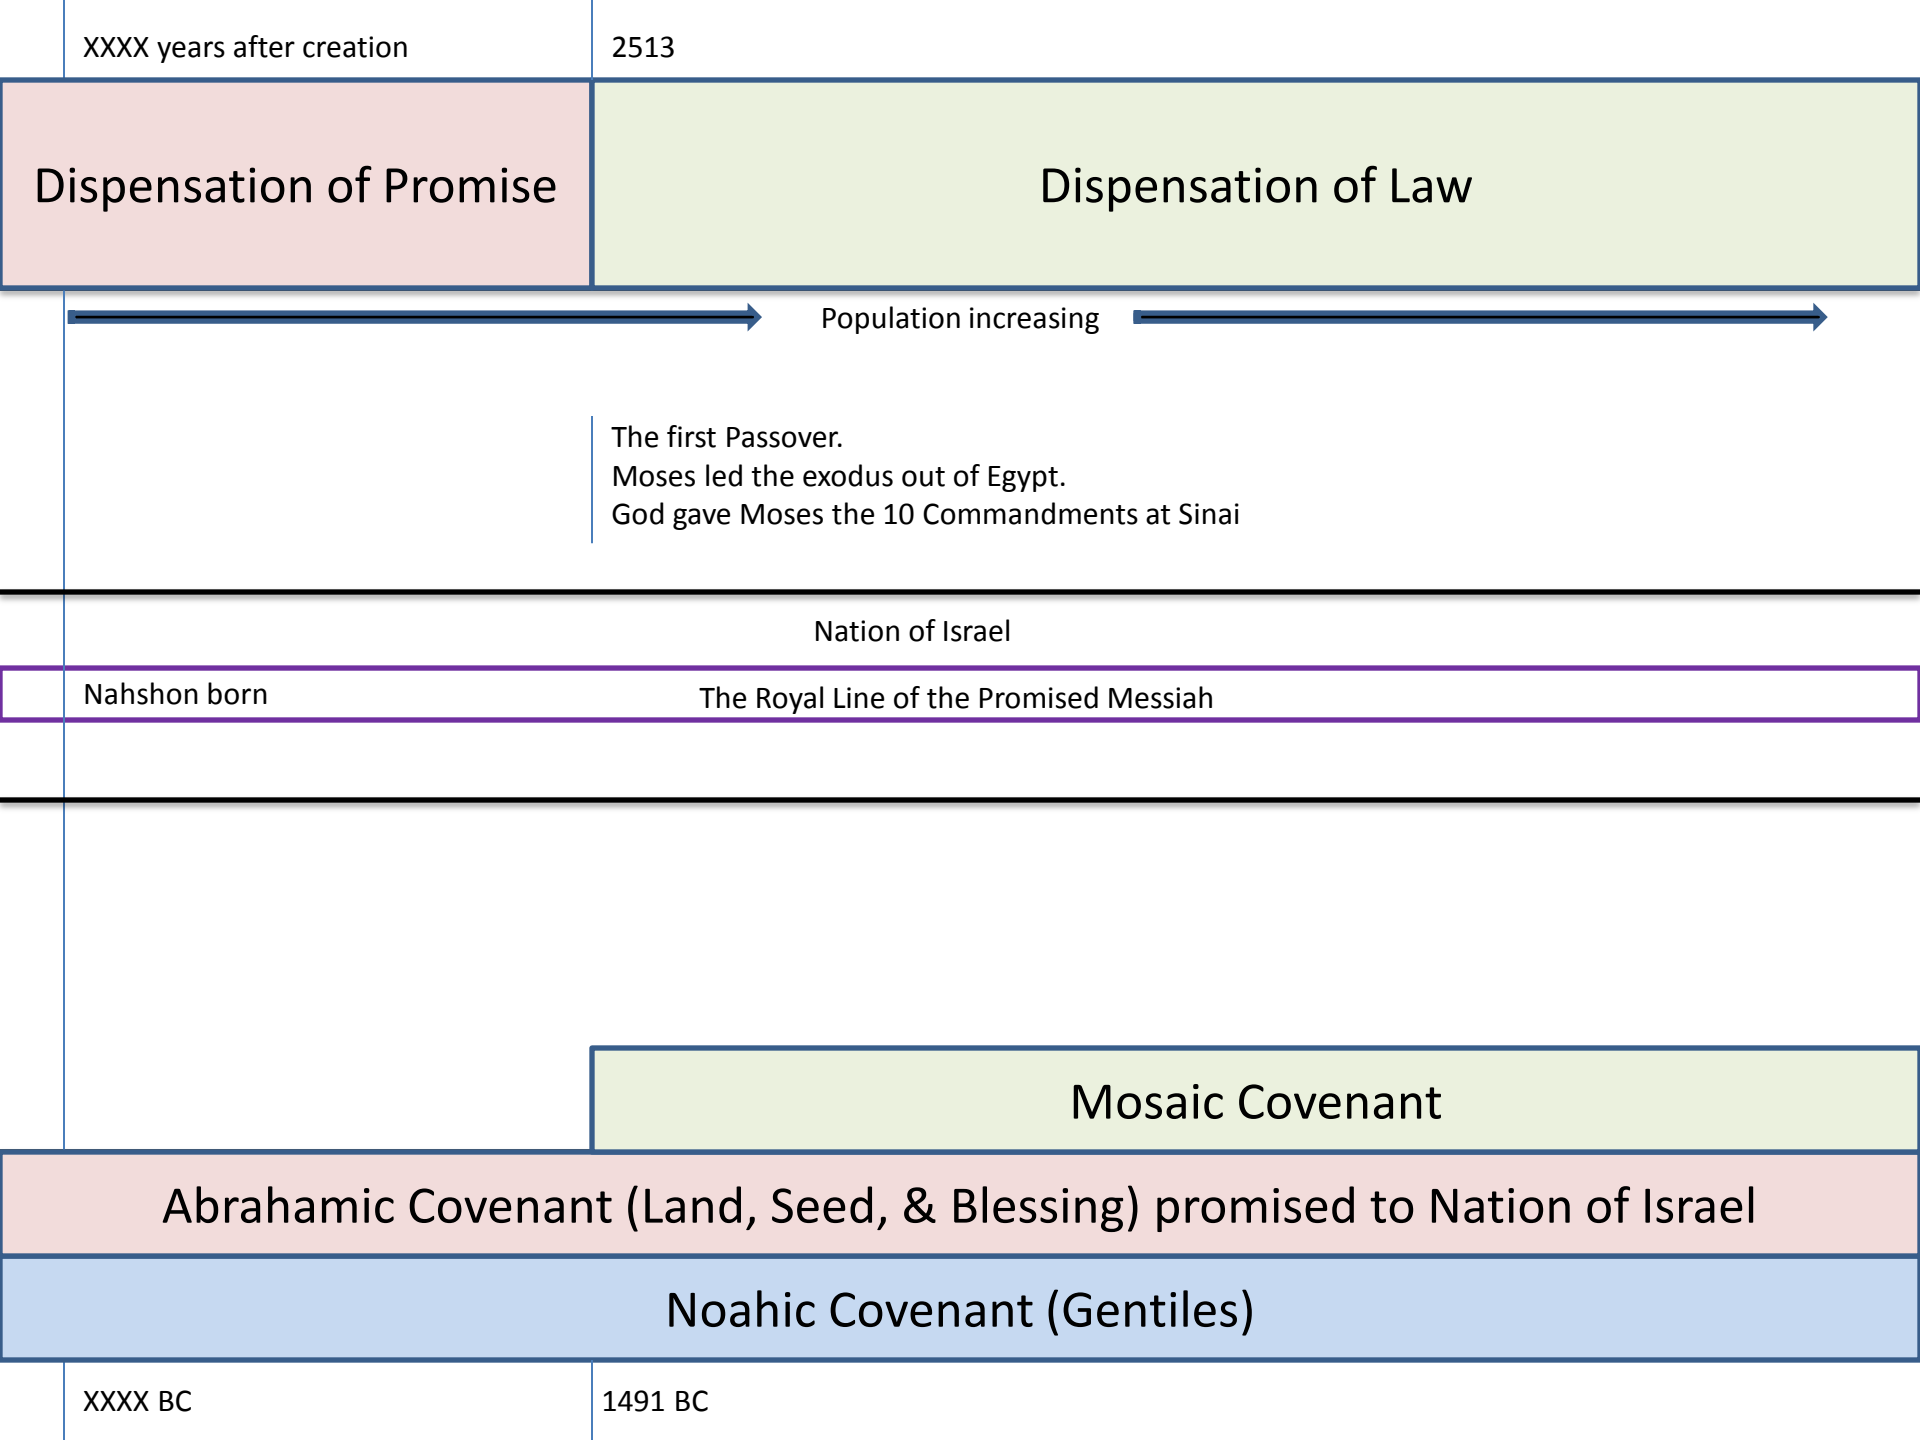 XXXX years after creation
2513
Dispensation of Promise
Dispensation of Law
Population increasing
The first Passover.
Moses led the exodus out of Egypt.
God gave Moses the 10 Commandments at Sinai
Nation of Israel
Nahshon born
The Royal Line of the Promised Messiah
Mosaic Covenant
Abrahamic Covenant (Land, Seed, & Blessing) promised to Nation of Israel
Noahic Covenant (Gentiles)
XXXX BC
1491 BC